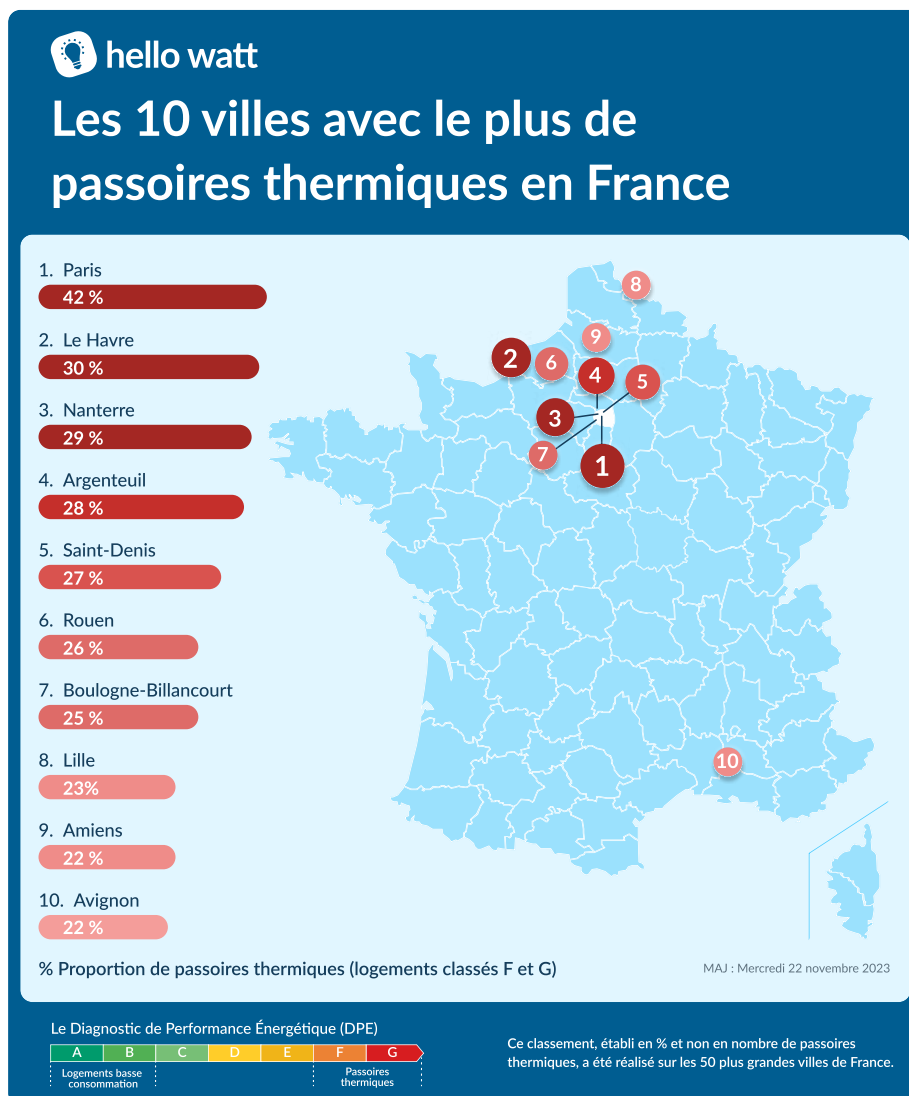 hello watt
Les 10 villes avec le plus de
passoires thermiques en France
1. Paris
42 %
2. Le Havre
30 %
3. Nanterre
29 %
4. Argenteuil
28 %
5. Saint-Denis
27 %
6. Rouen
26 %
7. Boulogne-Billancourt
25 %
8. Lille
23%
9. Amiens
22 %
10. Avignon
22 %
8
9
2
6
4
5
3
7
1
10
% Proportion de passoires thermiques (logements classés F et G)
MAJ : Mercredi 22 novembre 2023
Le Diagnostic de Performance Énergétique (DPE)
A B C D E F G
Logements basse
consommation
Passoires
thermiques
Ce classement, établi en % et non en nombre de passoires
thermiques, a été réalisé sur les 50 plus grandes villes de France.